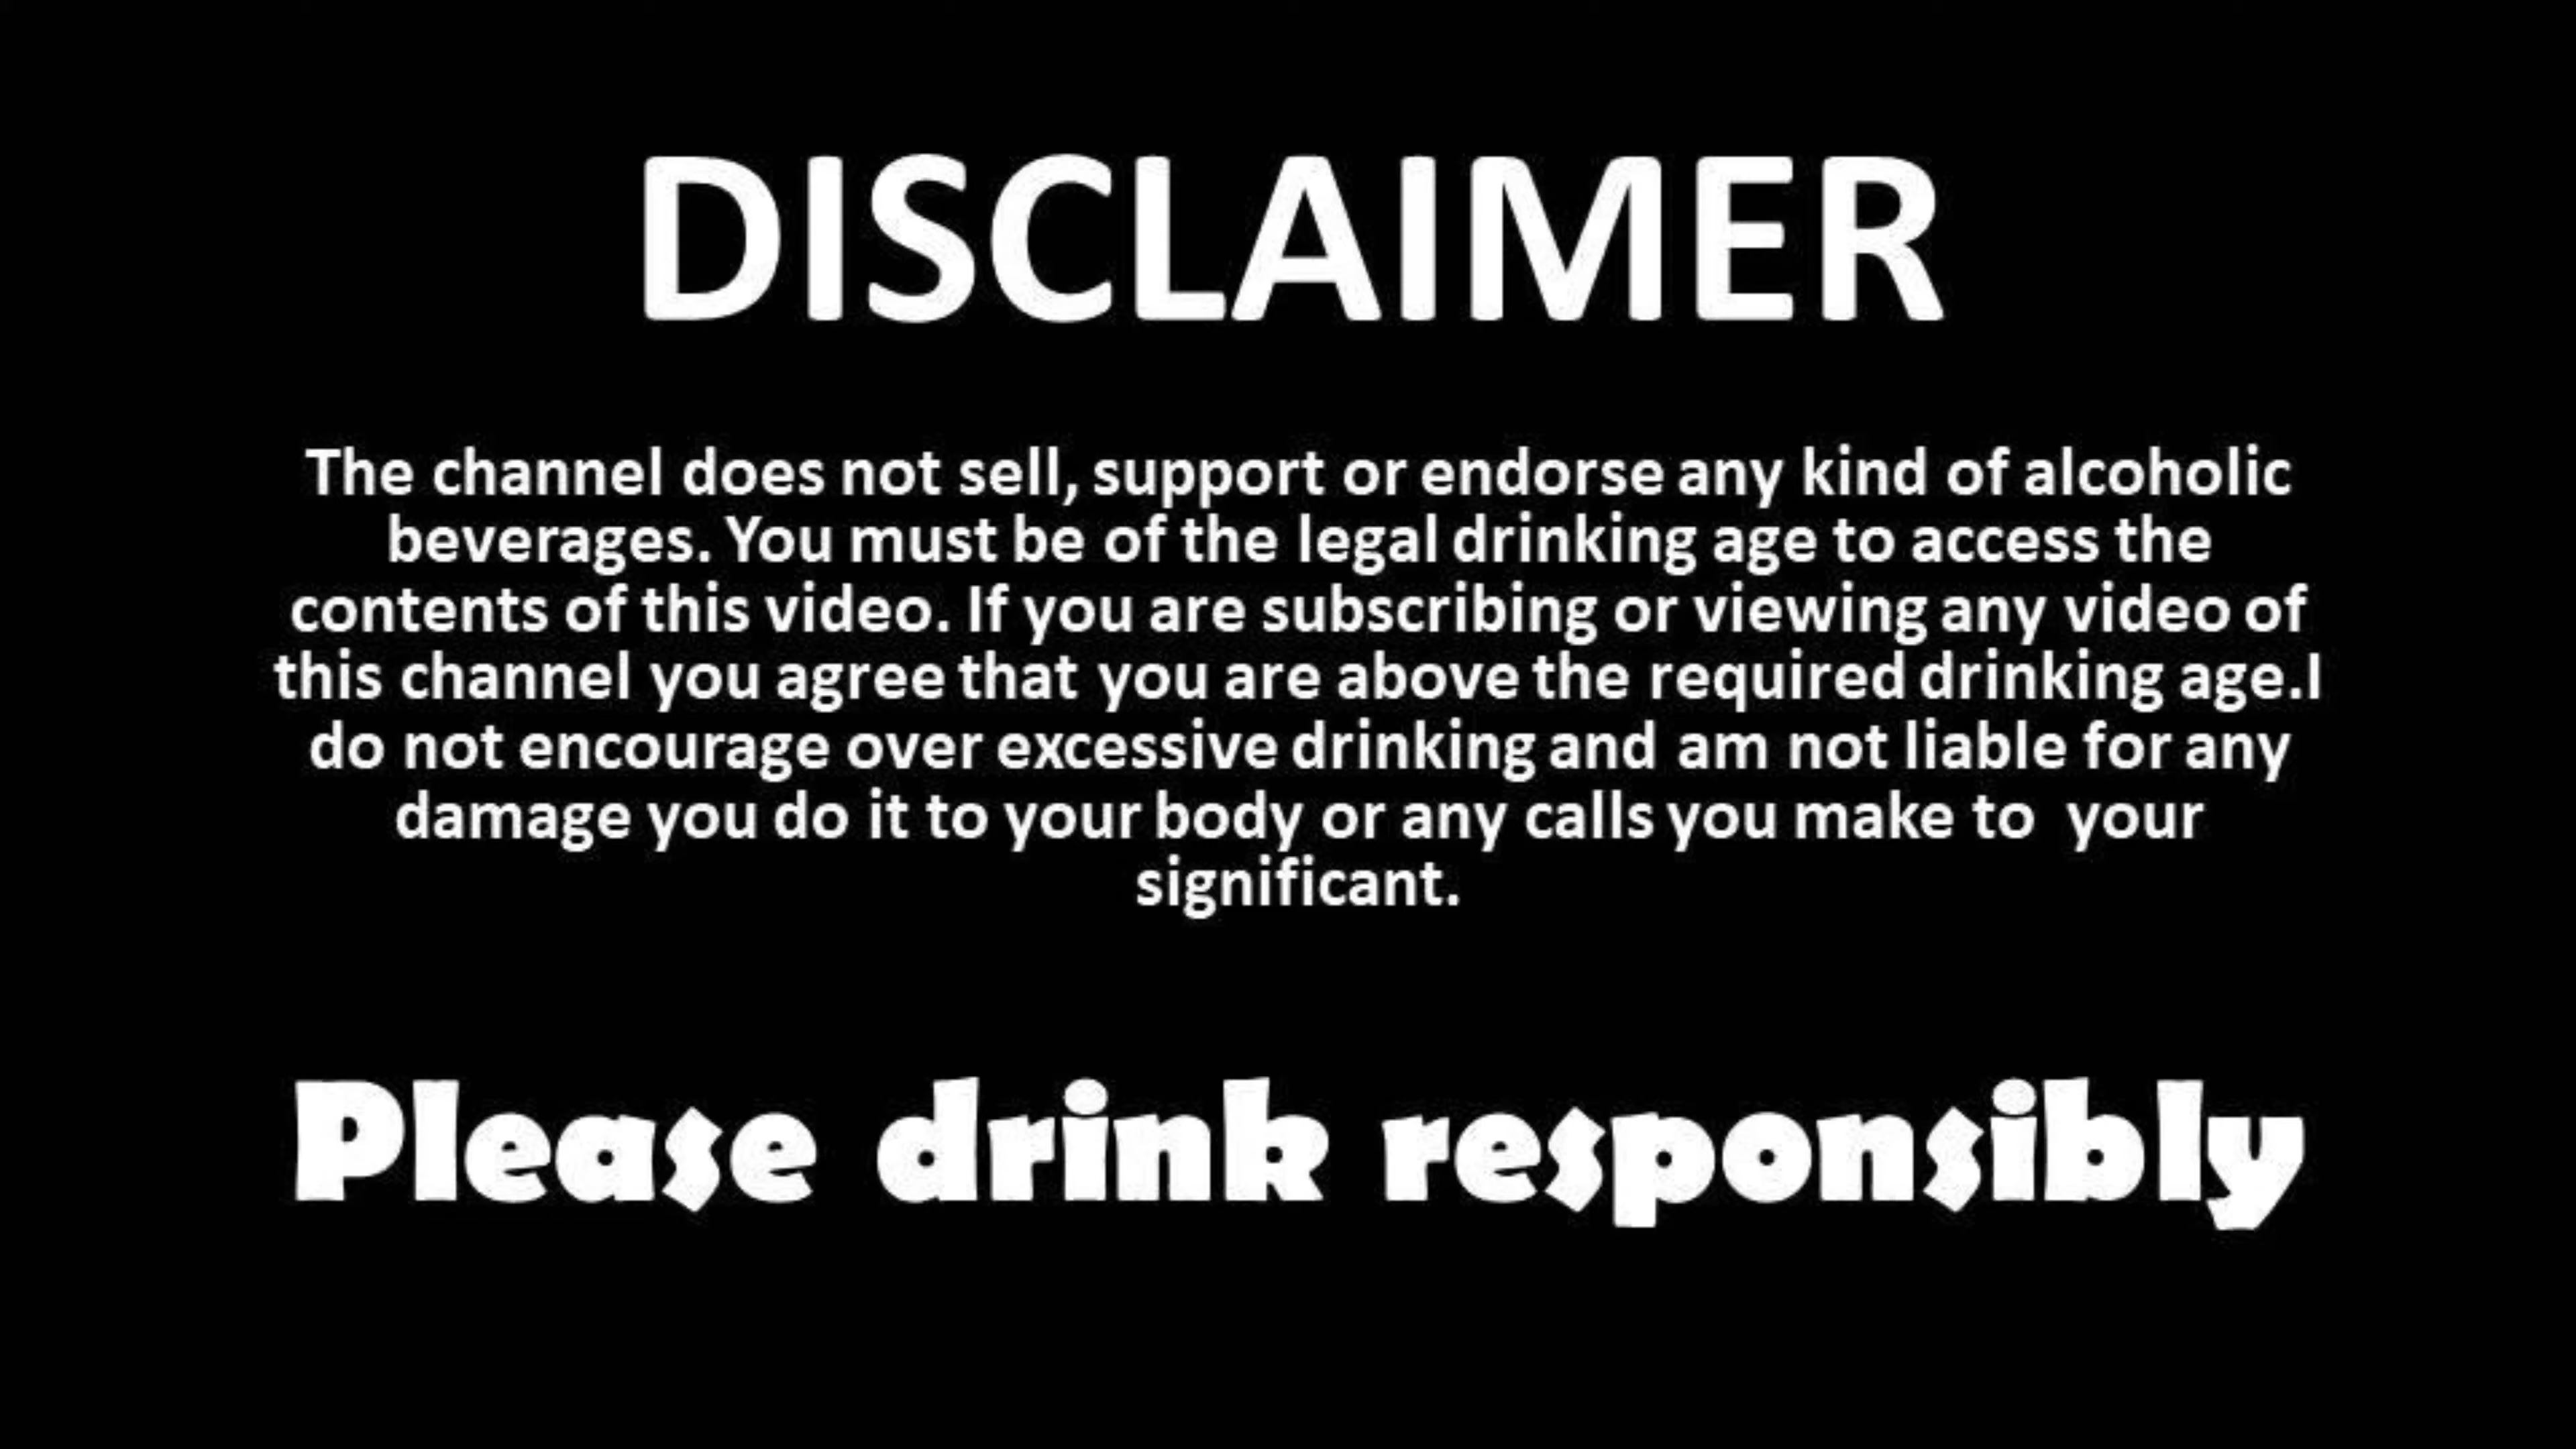 DISCLAIMER
The channel does not sell, support or endorse any kind of alcoholic
beverages. You must be of the legal drinking age to access the
contents of this video. If you are subscribing or viewing any video of
this channel you agree that you are above the required drinking age.I
do not encourage over excessive drinking and am not liable for any
damage you do it to your body or any calls you make to  your
significant.
Please drink responsibly